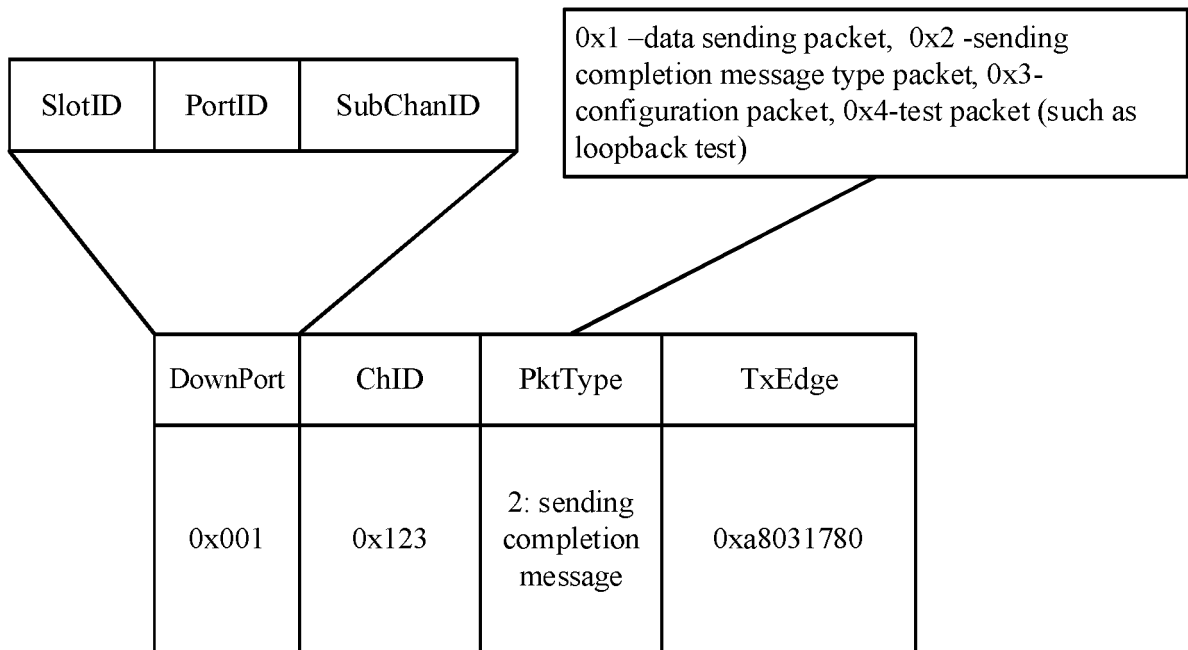 0x1 –data sending packet, 0x2 -sending
completion message type packet, 0x3-
configuration packet, 0x4-test packet (such as
loopback test)
SlotID PortID SubChanID
DownPort ChID PktType TxEdge
0x001 0x123 2: sending completion message 0xa8031780